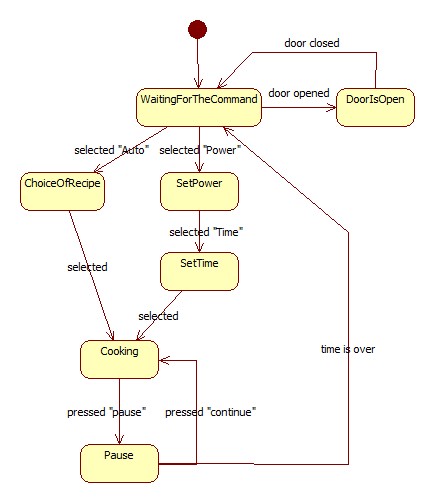 door closed
WaitingForTheCommand
door opened
DoorIsOpen
selected "Auto"
selected "Power"
ChoiceOfRecipe
SetPower
selected "Time"
SetTime
selected
selected
Cooking
time is over
pressed "pause"
pressed "continue"
Pause